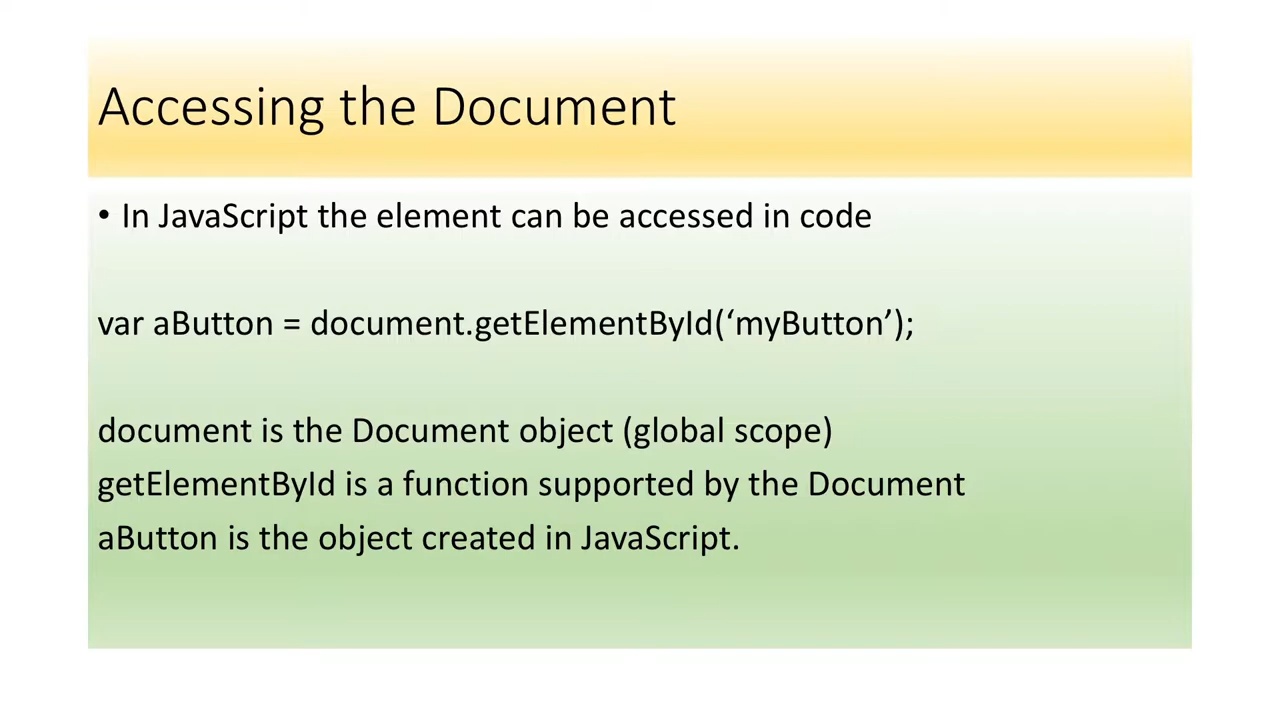 Accessing the Document
• In JavaScript the element can be accessed in code
var aButton = document.getElementById(‘myButton’);
document is the Document object (global scope)
getElementById is a function supported by the Document
aButton is the object created in JavaScript.